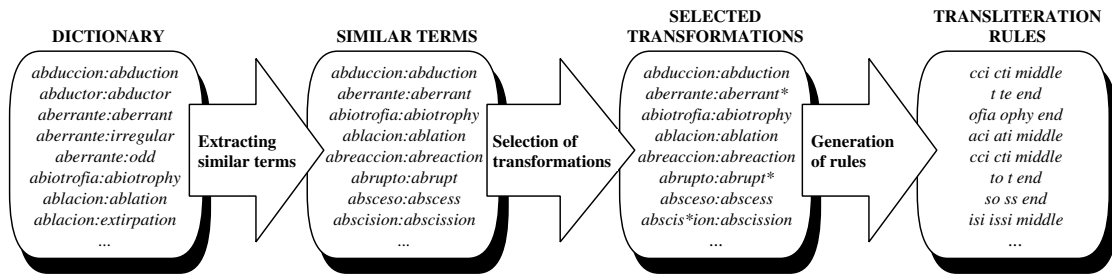 DICTIONARY
abduccion:abduction
abductor:abductor
aberrante:aberrant
aberrante:irregular
aberrante:odd
abiotrofia:abiotrophy
ablacion:ablation
ablacion:extirpation
...
Extracting
similar terms
SIMILAR TERMS
abduccion:abduction
aberrante:aberrant
abiotrofia:abiotrophy
ablacion:ablation
abreaccion:abreaction
abrupto:abrupt
absceso:abscess
abscision:abscission
...
Selection of
transformations
SELECTED
TRANSFORMATIONS
abduccion:abduction
aberrante:aberrant*
abiotrofia:abiotrophy
ablacion:ablation
abreaccion:abreaction
abrupto:abrupt*
absceso:abscess
abscis*ion:abscission
...
Generation
of rules
TRANSLITERATION
RULES
cci cti middle
t te end
ofia ophy end
aci ati middle
cci cti middle
to t end
so ss end
isi issi middle
...